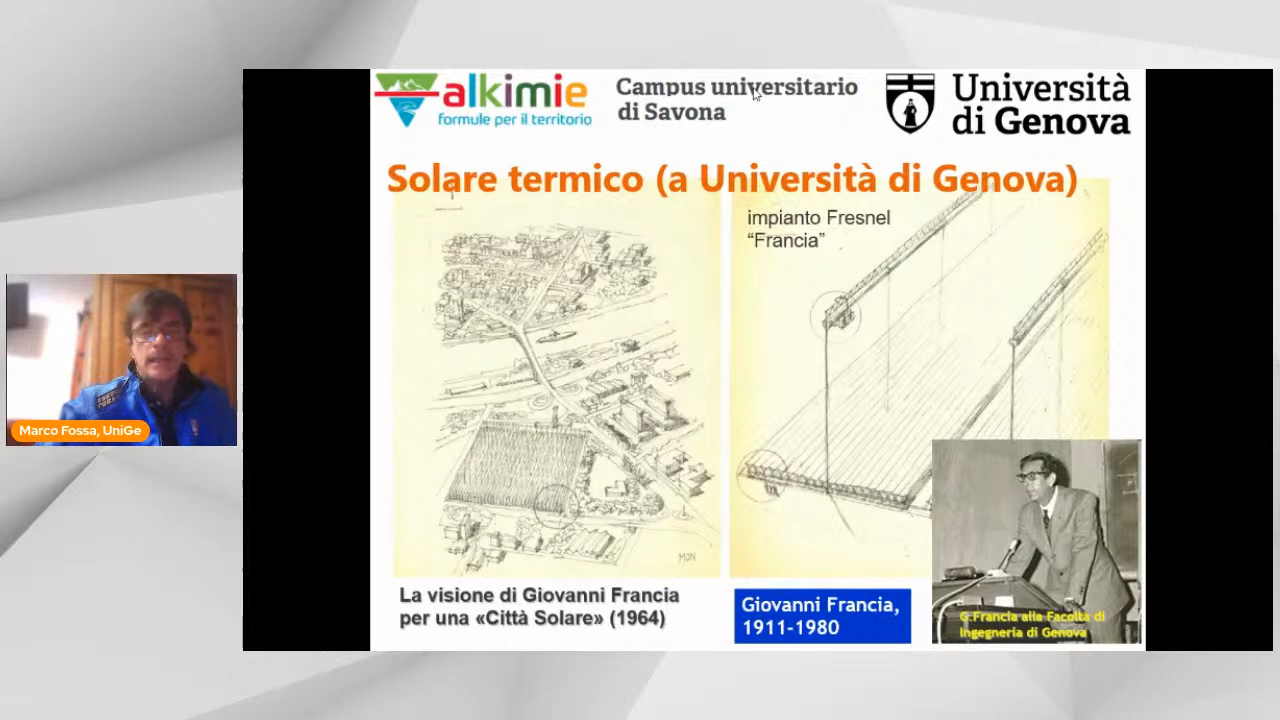 alkimie
formule per il territorio
Campus universitario
di Savona
Università
di Genova
Solare termico (a Università di Genova)
impianto Fresnel
“Francia”
MON
Marco Fossa, UniGe
La visione di Giovanni Francia
per una «Città Solare» (1964)
Giovanni Francia,
1911-1980
G.Francia alla Facoltà di
Ingegneria di Genova